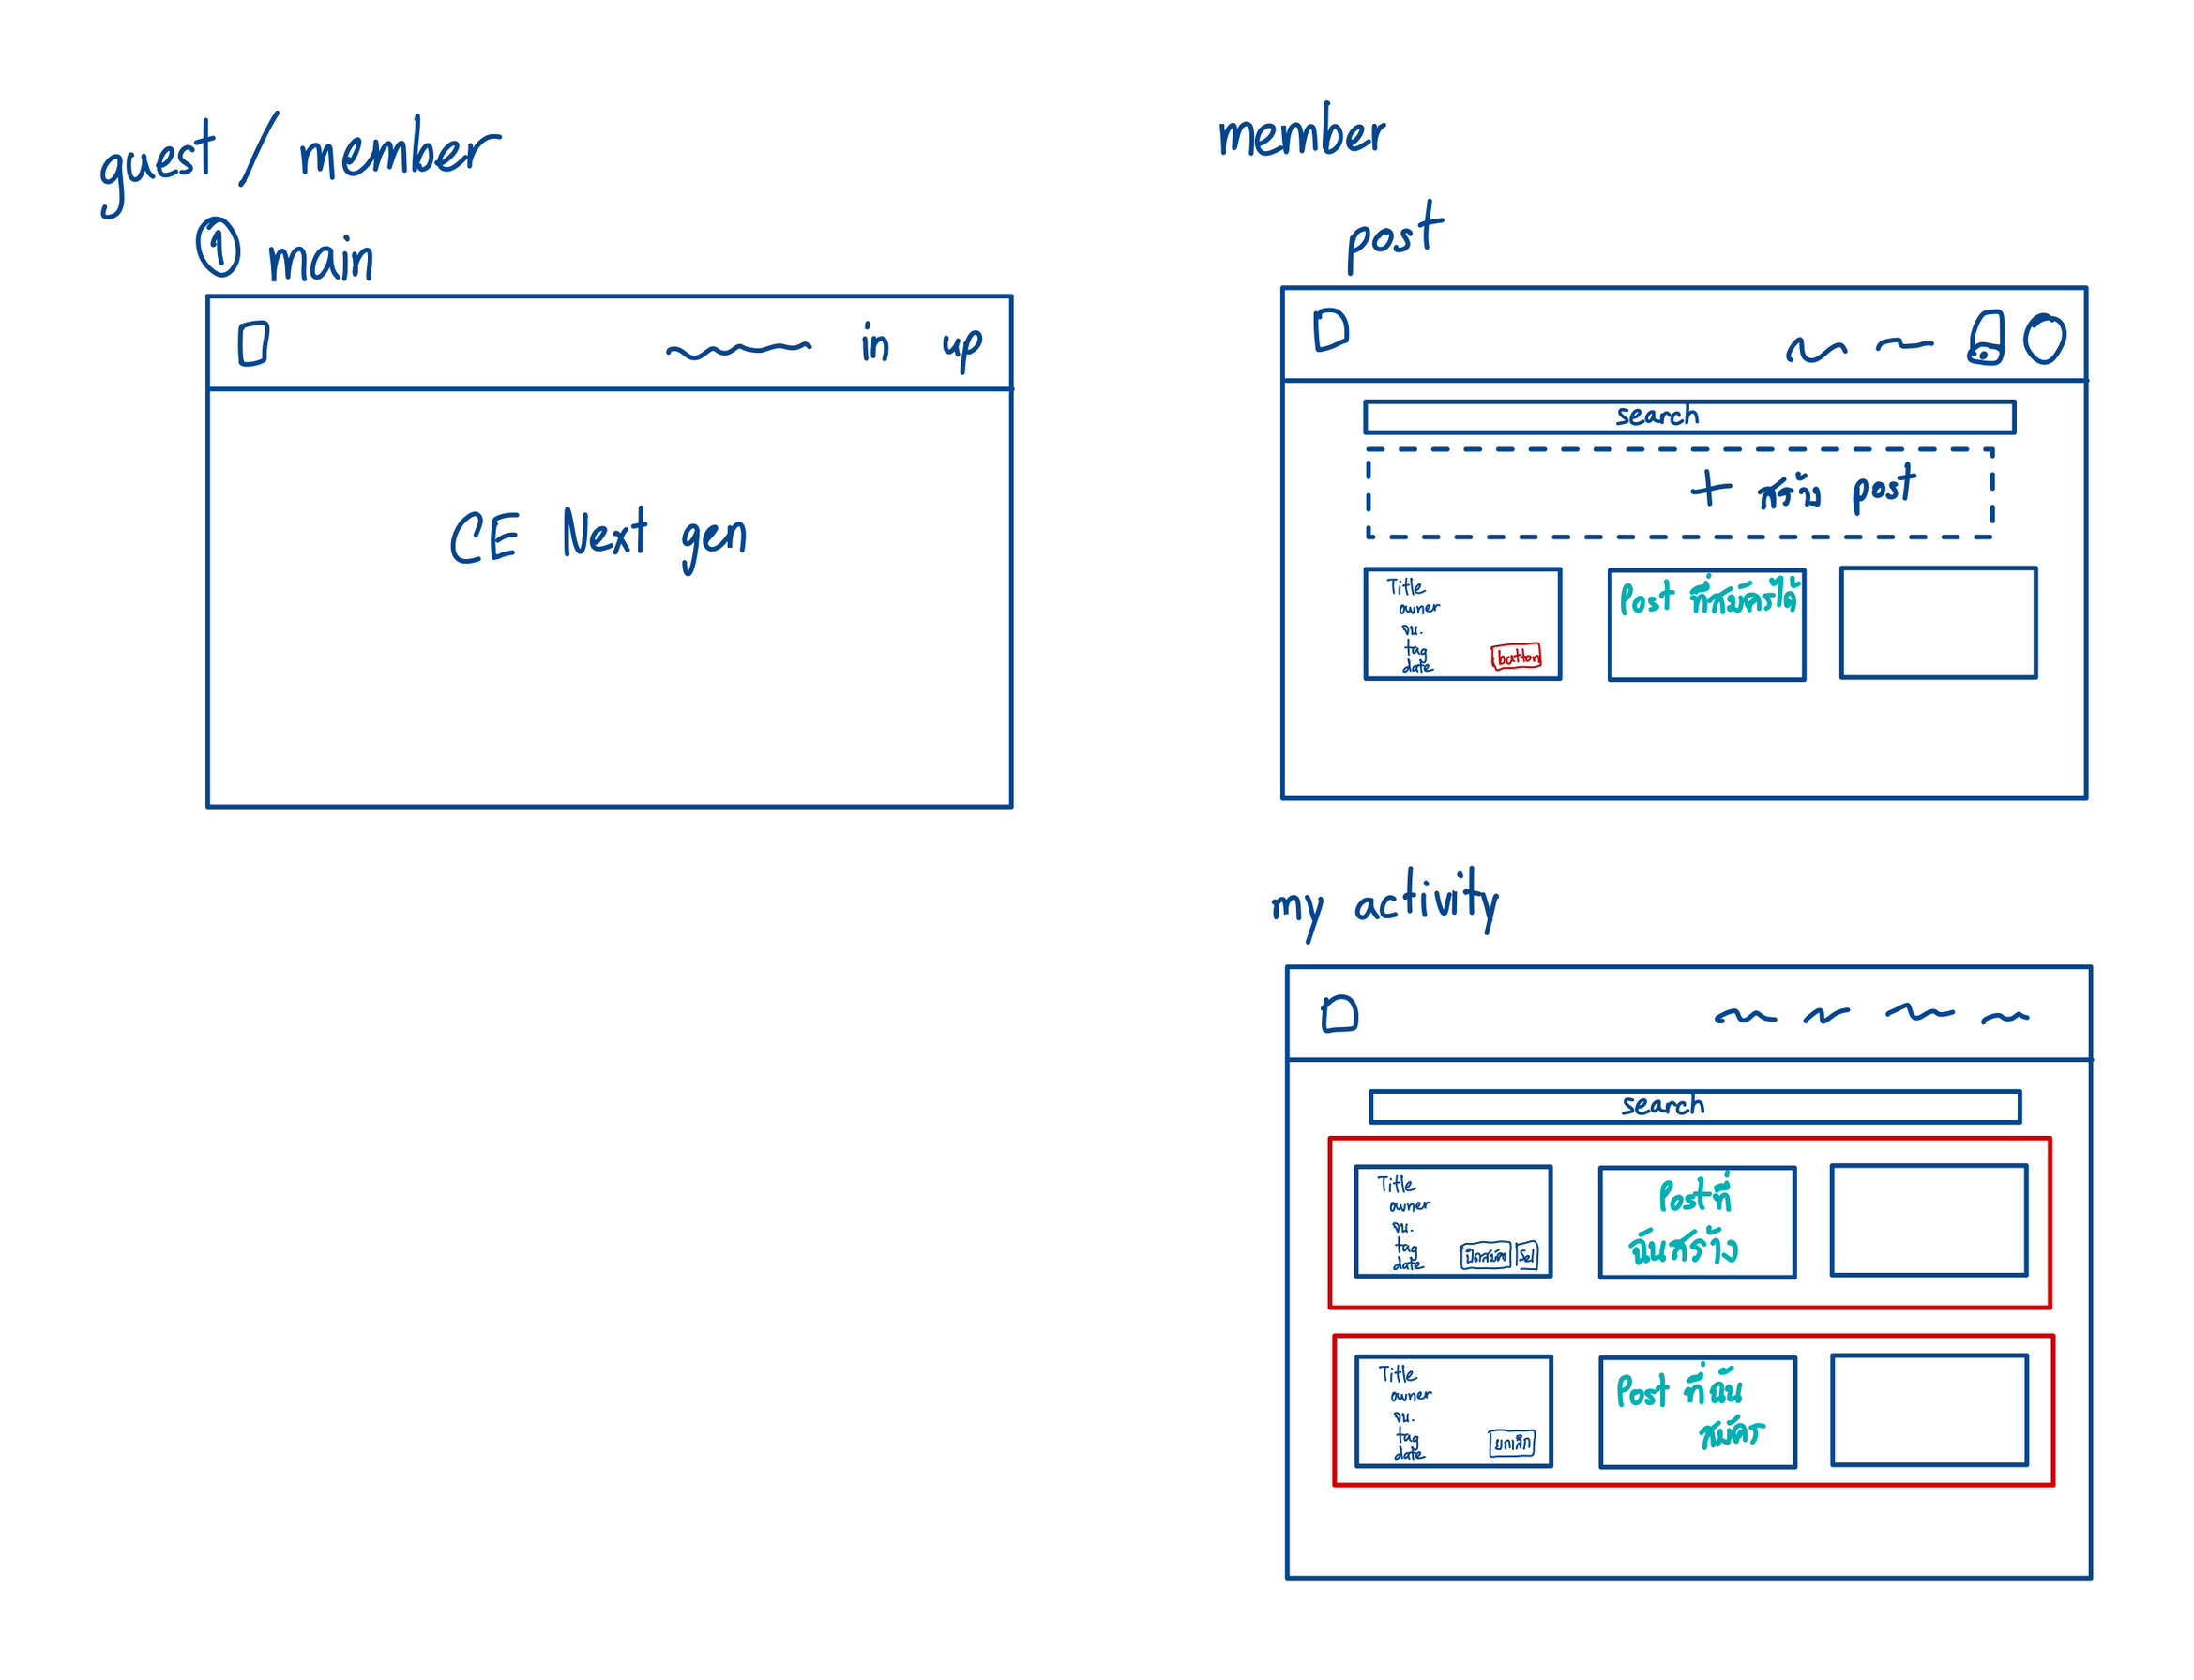 guest / member
① main
in up
CE Next gen
member
post
search
+ สร้าง post
Title
owner
จน.
tag
date
button
Post ที่สมัครได้
my activity
search
Title
owner
จน.
tag
date
ปิดสมัคร
Sel
Post ที่
ฉันสร้าง
Title
owner
จน.
tag
date
ยกเลิก
Post ที่ฉัน
สมัคร